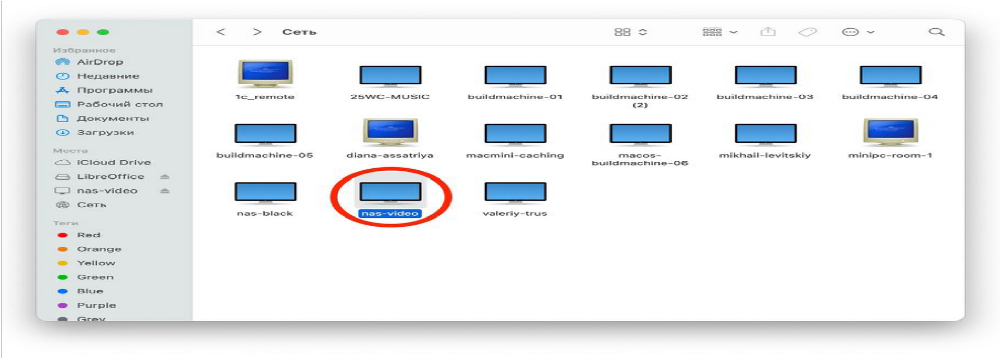 Сеть
Избранное
AirDrop
Недавние
Программы
Рабочий стол
Документы
Загрузки
Места
iCloud Drive
LibreOffice
nas-video
Сеть
Теги
Red
Orange
Yellow
Green
Blue
Purple
Grey
1c_remote
25WC-MUSIC
buildmachine-01
buildmachine-02
(2)
buildmachine-03
buildmachine-04
buildmachine-05
diana-assatriya
macmini-caching
macos-
buildmachine-06
mikhail-levitskiy
minipc-room-1
nas-black
nas-video
valeriy-trus